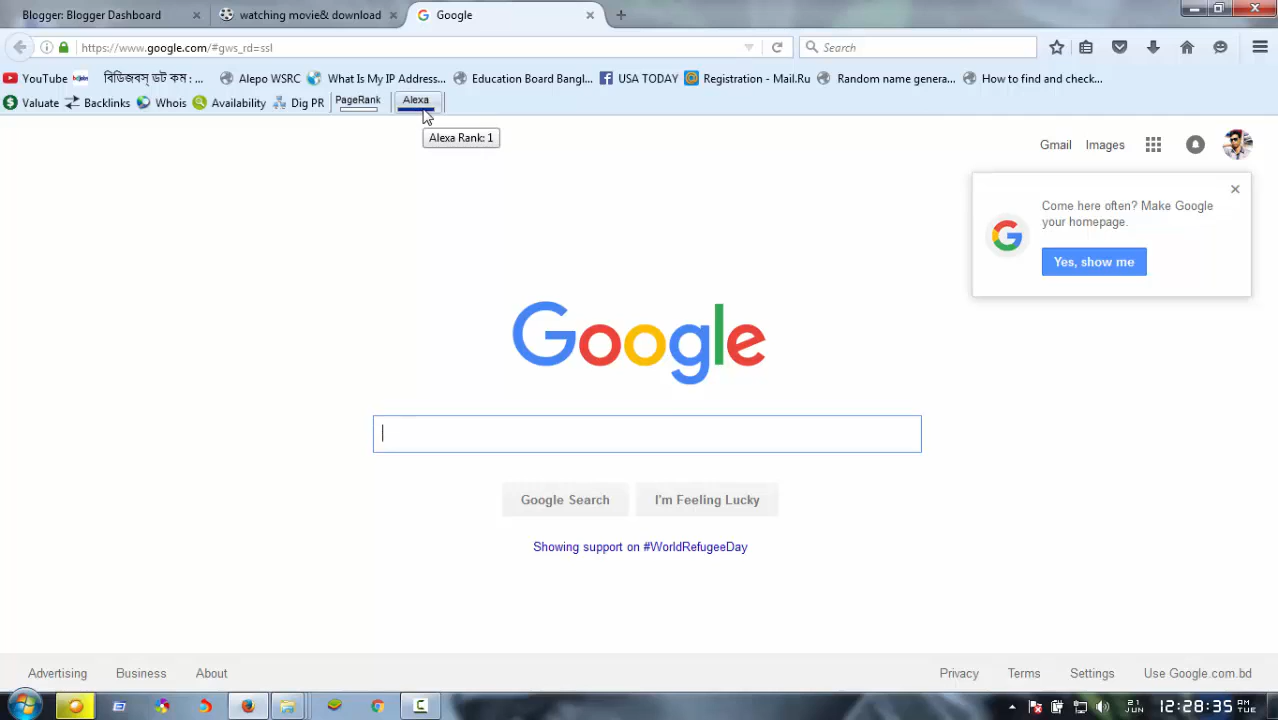 Blogger: Blogger Dashboard
watching movie& download
Google
https://www.google.com/#gws_rd=ssl
Search
YouTube
বিডিজবস্ ডট কম : ...
Alepo WSRC
What Is My IP Address...
Education Board Bangl...
USA TODAY
Registration - Mail.Ru
Random name genera...
How to find and check...
Valuate
Backlinks
Whois
Availability
Dig PR
PageRank
Alexa
Alexa Rank: 1
Gmail
Images
Come here often? Make Google
your homepage.
Yes, show me
Google
Google Search
I'm Feeling Lucky
Showing support on #WorldRefugeeDay
Advertising
Business
About
Privacy
Terms
Settings
Use Google.com.bd
12:28:35
TUE